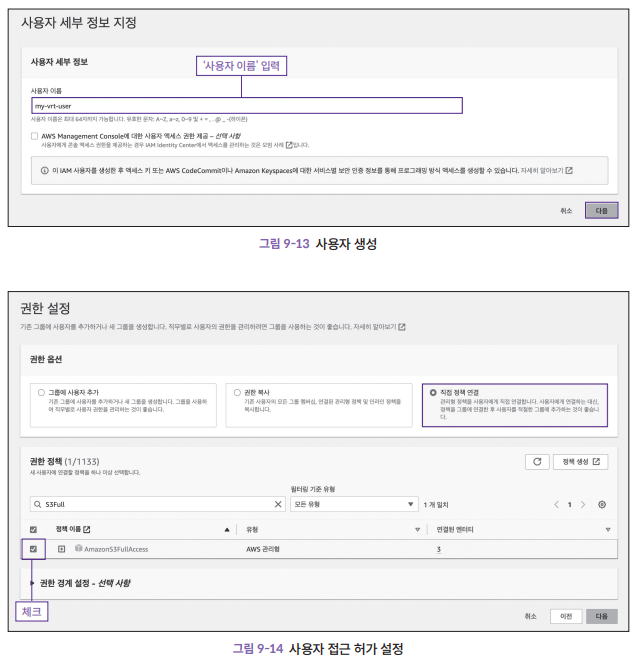 사용자 세부 정보 지정
사용자 세부 정보
'사용자 이름' 입력
사용자 이름
my-vrt-user
사용자 이름은 최대 64자까지 가능합니다. 유효한 문자: A~Z, a~z, 0~9 및 + = , . @ _ -(하이픈)
AWS Management Console에 대한 사용자 액세스 권한 제공 – 선택 사항
사용자에게 콘솔 액세스 권한을 제공하는 경우 IAM Identity Center에서 액세스를 관리하는 것은 모범 사례 입니다.
이 IAM 사용자를 생성한 후 액세스 키 또는 AWS CodeCommit이나 Amazon Keyspaces에 대한 서비스별 보안 인증 정보를 통해 프로그래밍 방식 액세스를 생성할 수 있습니다. 자세히 알아보기
취소 다음
그림 9-13 사용자 생성
권한 설정
기존 그룹에 사용자를 추가하거나 새 그룹을 생성합니다. 직무별로 사용자의 권한을 관리하려면 그룹을 사용하는 것이 좋습니다. 자세히 알아보기
권한 옵션
그룹에 사용자 추가
기존 그룹에 사용자를 추가하거나 새 그룹을 생성합니다. 그룹을 사용하
여 직무별로 사용자 권한을 관리하는 것이 좋습니다.
권한 복사
기존 사용자의 모든 그룹 멤버십, 연결된 관리형 정책 및 인라인 정책을
복사합니다.
직접 정책 연결
관리형 정책을 사용자에게 직접 연결합니다. 사용자에게 연결하는 대신,
정책을 그룹에 연결한 후 사용자를 적절한 그룹에 추가하는 것이 좋습니
다.
권한 정책 (1/1133)
새 사용자에 연결할 정책을 하나 이상 선택합니다.
정책 생성
필터링 기준 유형
S3Full 모든 유형 1 개 일치 1
정책 이름 유형 연결된 엔터티
AmazonS3FullAccess AWS 관리형 3
권한 경계 설정 - 선택 사항
체크
취소 이전 다음
그림 9-14 사용자 접근 허가 설정